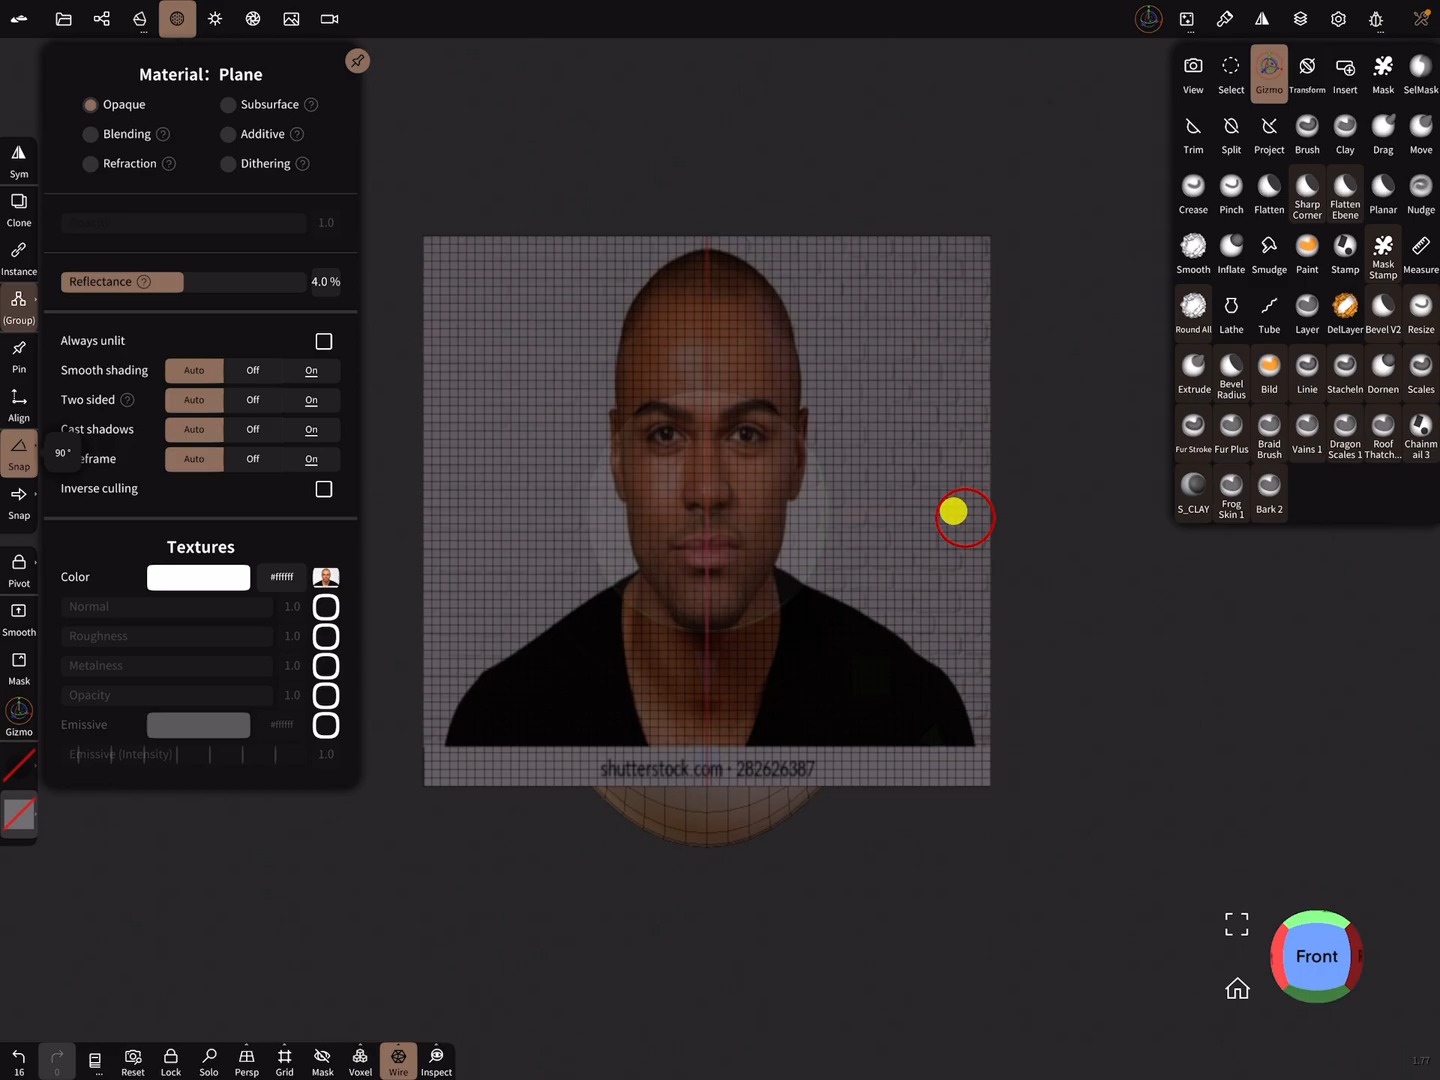 Material: Plane
Opaque
Subsurface ?
Blending ?
Additive ?
Refraction ?
Dithering ?
Opacity 1.0
Reflectance ? 4.0 %
Always unlit
Smooth shading Auto Off On
Two sided ? Auto Off On
Cast shadows Auto Off On
eframe Auto Off On
Inverse culling
Textures
Color #ffffff
Normal 1.0
Roughness 1.0
Metalness 1.0
Opacity 1.0
Emissive #ffffff
Emissive (Intensity) 1.0
Sym
Clone
Instance
(Group)
Pin
Align
Snap
90°
Snap
Pivot
Smooth
Mask
Gizmo
View Select Gizmo Transform Insert Mask SelMask
Trim Split Project Brush Clay Drag Move
Crease Pinch Flatten Sharp Corner Flatten Ebene Planar Nudge
Smooth Inflate Smudge Paint Stamp Mask Stamp Measure
Round All Lathe Tube Layer DelLayer Bevel V2 Resize
Extrude Bevel Radius Bild Linie Stacheln Dornen Scales
Fur Stroke Fur Plus Braid Brush Vains 1 Dragon Scales 1 Roof Thatch... Chainmail 3
S_CLAY Frog Skin 1 Bark 2
shutterstock.com · 282626387
Front
16 0 ... Reset Lock Solo Persp Grid Mask Voxel Wire Inspect
1.77